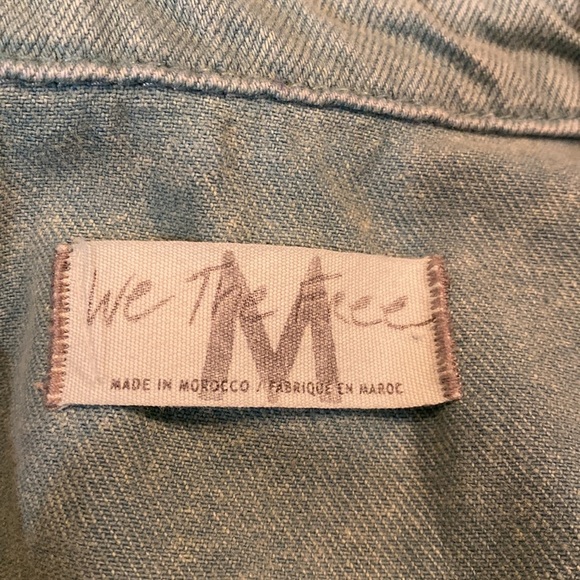 We The Free
M
MADE IN MOROCCO / FABRIQUE EN MAROC